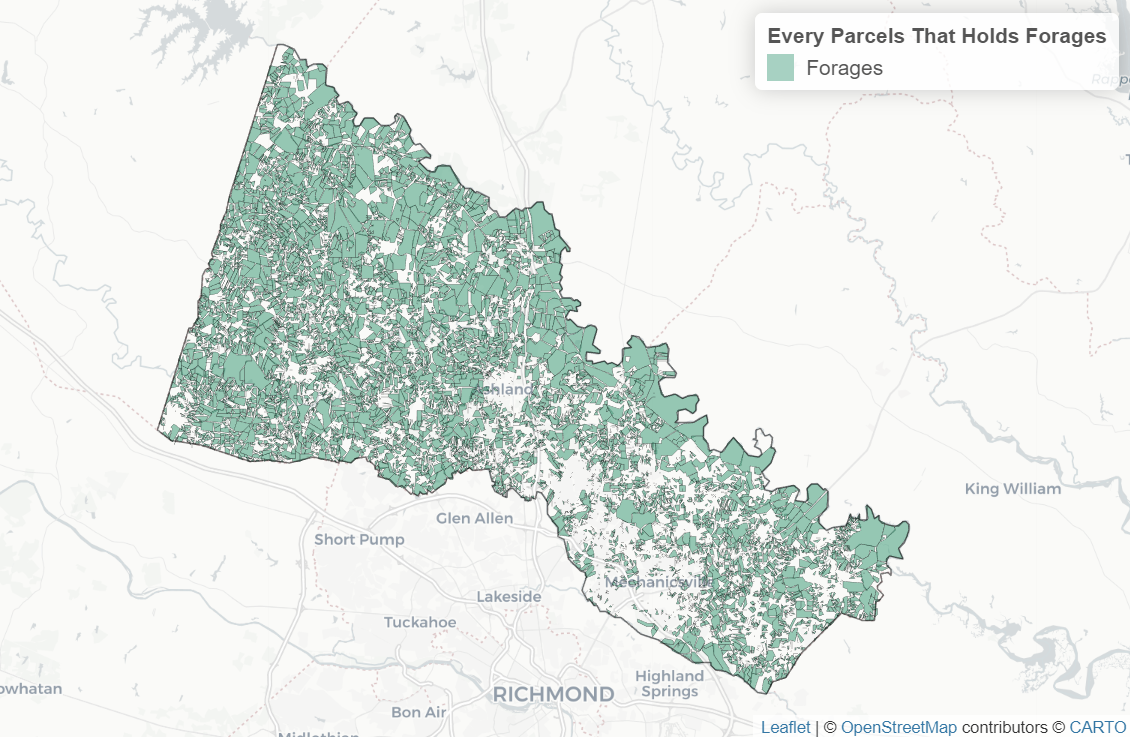 Every Parcels That Holds Forages
Forages
Rappa
Ashland
King William
Glen Allen
Short Pump
Mechanicsville
Lakeside
Tuckahoe
Highland
Springs
owhatan
RICHMOND
Bon Air
Midlothian
Leaflet | © OpenStreetMap contributors © CARTO